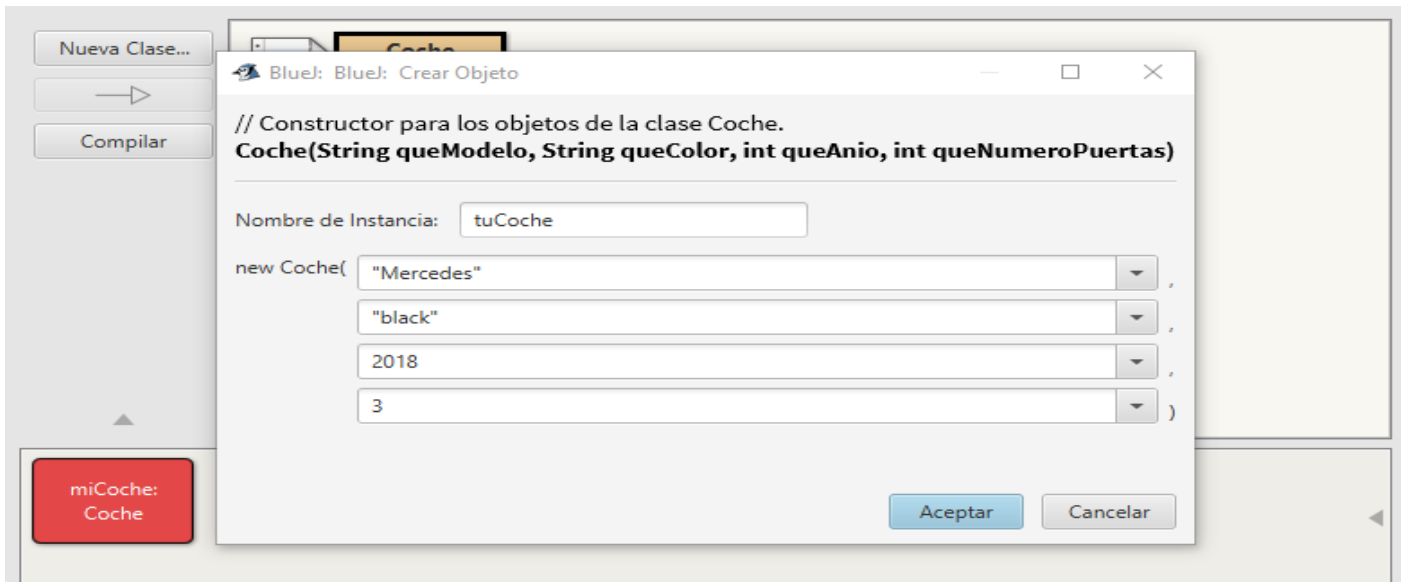 Nueva Clase...
Coche
BlueJ: BlueJ: Crear Objeto
Compilar
// Constructor para los objetos de la clase Coche.
Coche(String queModelo, String queColor, int queAnio, int queNumeroPuertas)
Nombre de Instancia: tuCoche
new Coche( "Mercedes" ,
"black" ,
2018 ,
3 )
miCoche:
Coche
Aceptar Cancelar